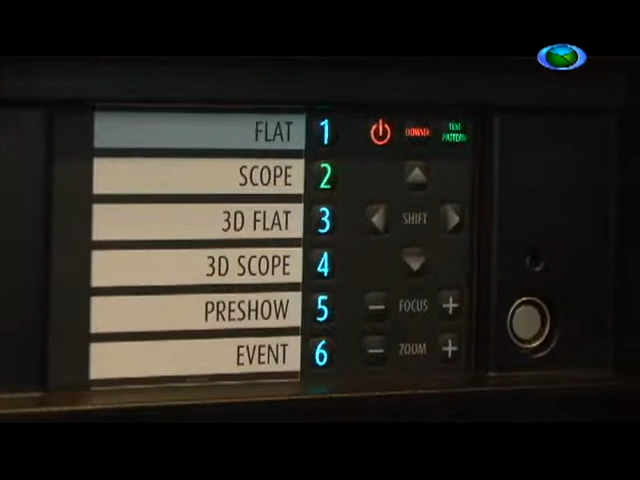 FLAT 1 DOWSER TEST PATTERN
SCOPE 2
3D FLAT 3 SHIFT
3D SCOPE 4
PRESHOW 5 − FOCUS +
EVENT 6 − ZOOM +